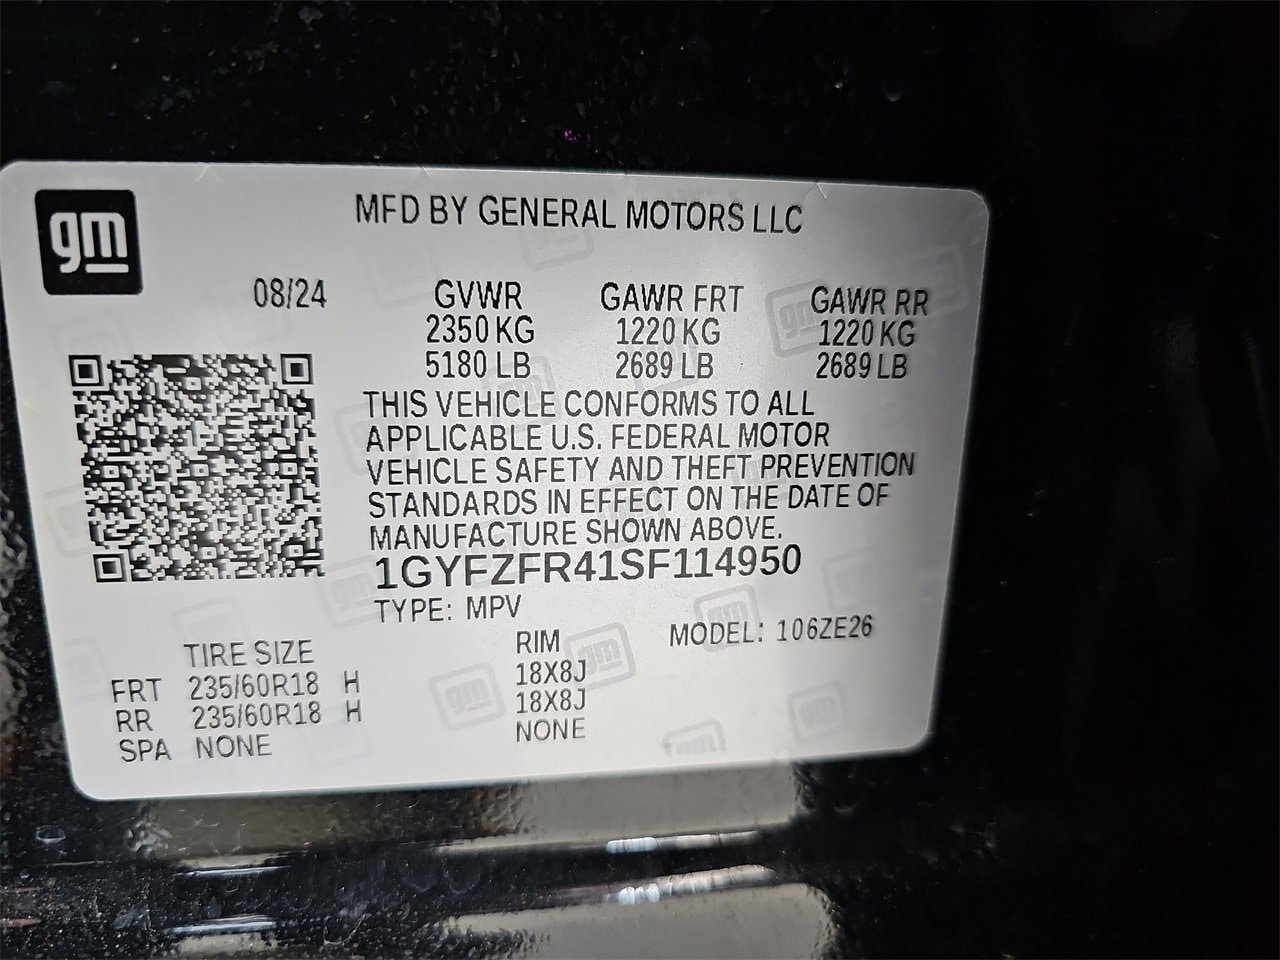 gm
MFD BY GENERAL MOTORS LLC
08/24 GVWR GAWR FRT GAWR RR
2350 KG 1220 KG 1220 KG
5180 LB 2689 LB 2689 LB
THIS VEHICLE CONFORMS TO ALL
APPLICABLE U.S. FEDERAL MOTOR
VEHICLE SAFETY AND THEFT PREVENTION
STANDARDS IN EFFECT ON THE DATE OF
MANUFACTURE SHOWN ABOVE.
1GYFZFR41SF114950
TYPE: MPV
MODEL: 106ZE26
TIRE SIZE RIM
FRT 235/60R18 H 18X8J
RR 235/60R18 H 18X8J
SPA NONE NONE